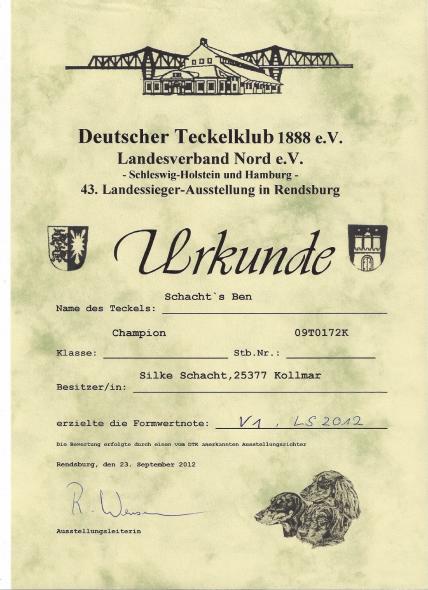 Deutscher Teckelklub 1888 e.V.
Landesverband Nord e.V.
- Schleswig-Holstein und Hamburg -
43. Landessieger-Ausstellung in Rendsburg
Urkunde
Schacht`s Ben
Name des Teckels:
Champion 09T0172K
Klasse: Stb.Nr.:
Silke Schacht,25377 Kollmar
Besitzer/in:
erzielte die Formwertnote: V1, LS 2012
Die Bewertung erfolgte durch einen vom DTK anerkannten Ausstellungsrichter
Rendsburg, den 23. September 2012
Ausstellungsleiterin